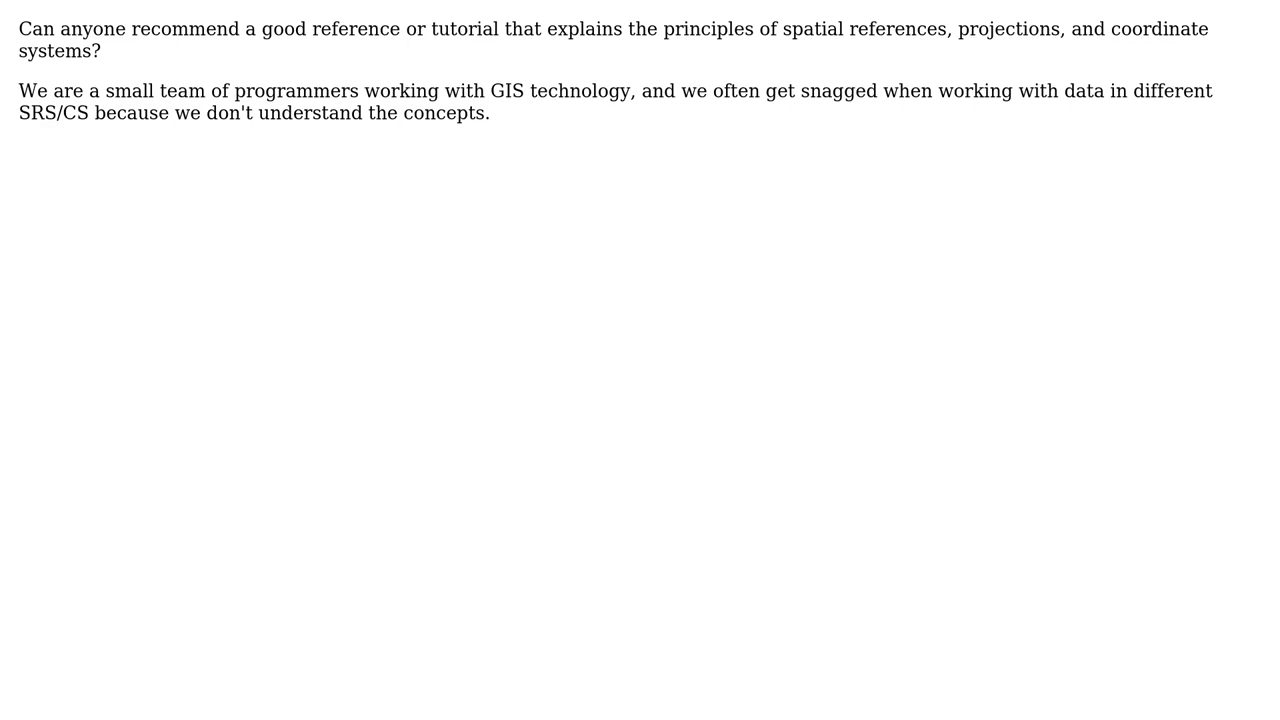 Can anyone recommend a good reference or tutorial that explains the principles of spatial references, projections, and coordinate
systems?
We are a small team of programmers working with GIS technology, and we often get snagged when working with data in different
SRS/CS because we don't understand the concepts.